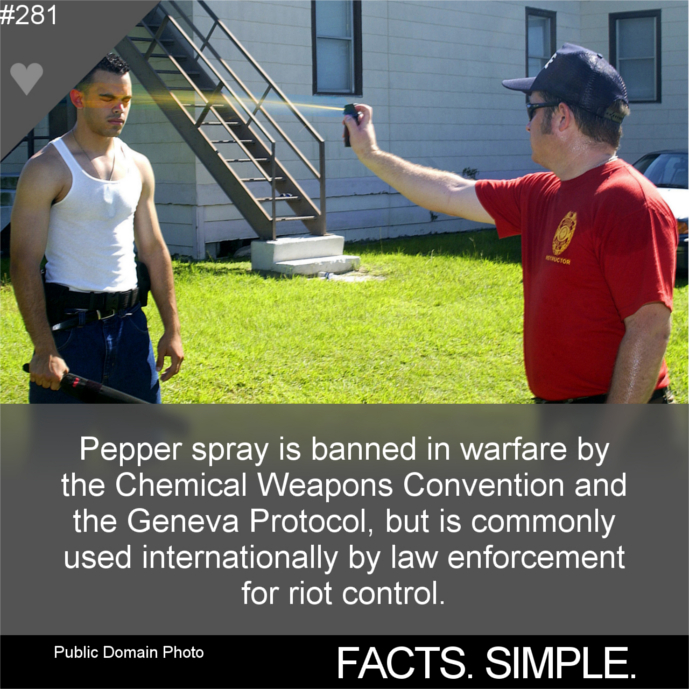 #281
INSTRUCTOR
Pepper spray is banned in warfare by
the Chemical Weapons Convention and
the Geneva Protocol, but is commonly
used internationally by law enforcement
for riot control.
Public Domain Photo
FACTS. SIMPLE.